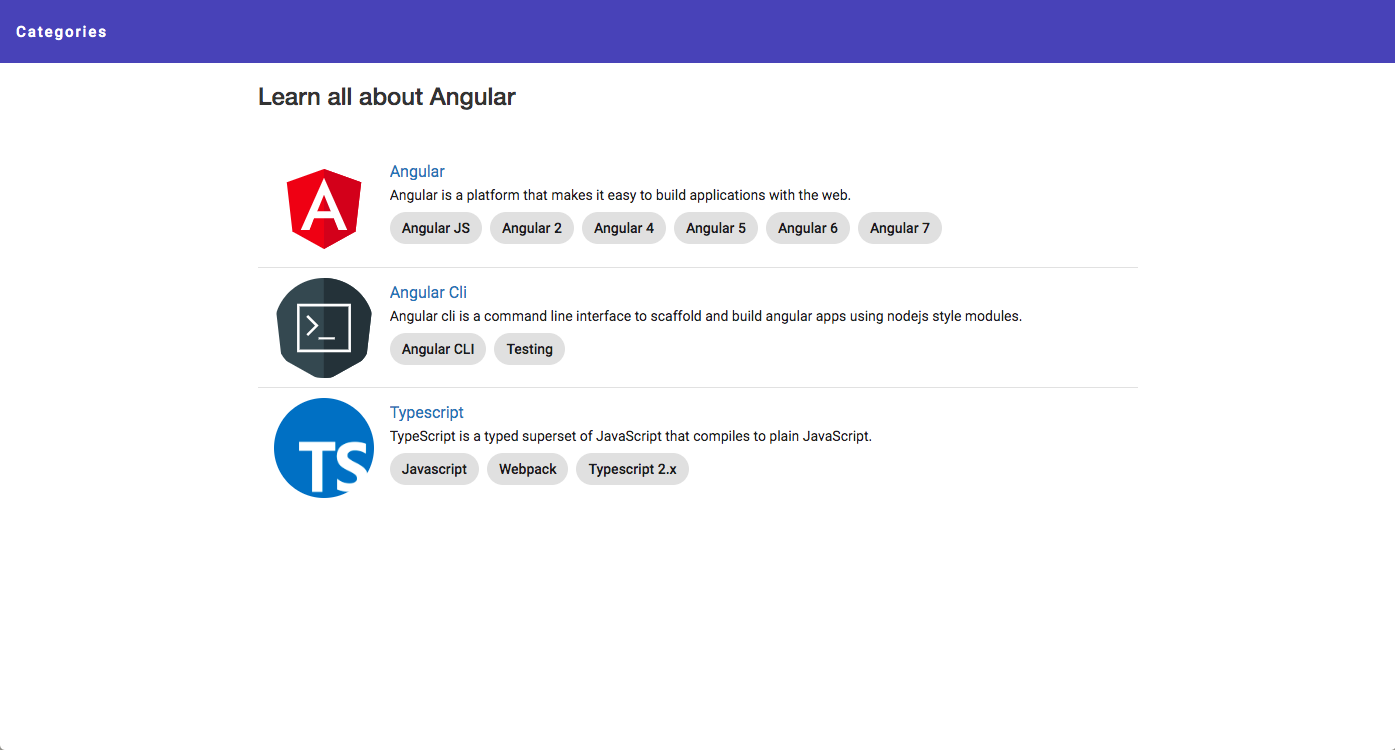 Categories
Learn all about Angular
A
Angular
Angular is a platform that makes it easy to build applications with the web.
Angular JS Angular 2 Angular 4 Angular 5 Angular 6 Angular 7
>_
Angular Cli
Angular cli is a command line interface to scaffold and build angular apps using nodejs style modules.
Angular CLI Testing
TS
Typescript
TypeScript is a typed superset of JavaScript that compiles to plain JavaScript.
Javascript Webpack Typescript 2.x